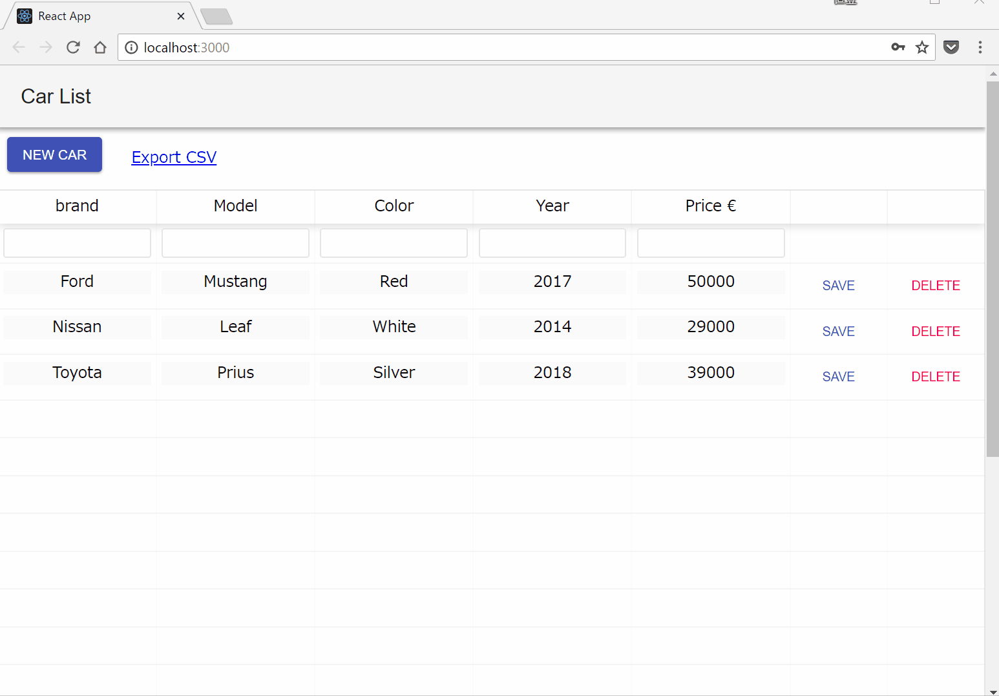 React App
localhost:3000
Car List
NEW CAR Export CSV
brand Model Color Year Price €
Ford Mustang Red 2017 50000 SAVE DELETE
Nissan Leaf White 2014 29000 SAVE DELETE
Toyota Prius Silver 2018 39000 SAVE DELETE